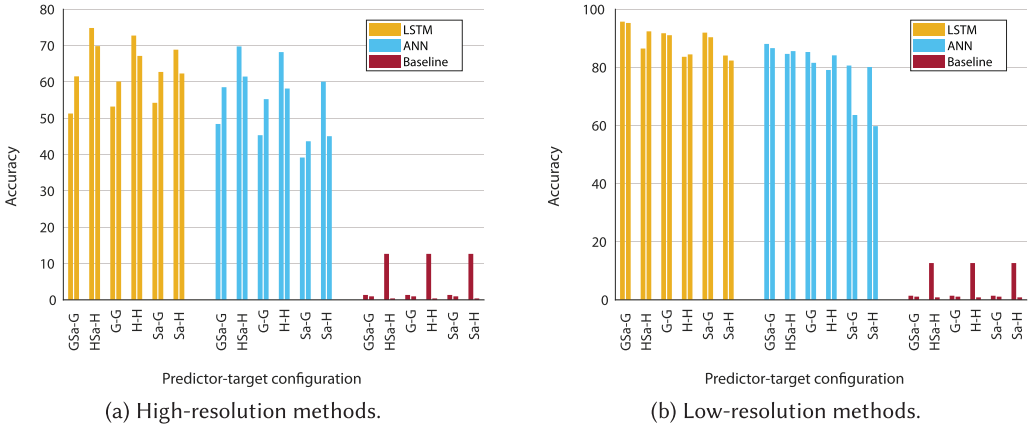 80
70
60
50
40
30
20
10
0
Accuracy
LSTM
ANN
Baseline
GSa-G
HSa-H
G-G
H-H
Sa-G
Sa-H
GSa-G
HSa-H
G-G
H-H
Sa-G
Sa-H
GSa-G
HSa-H
G-G
H-H
Sa-G
Sa-H
Predictor-target configuration
(a) High-resolution methods.
100
80
60
40
20
0
Accuracy
LSTM
ANN
Baseline
GSa-G
HSa-H
G-G
H-H
Sa-G
Sa-H
GSa-G
HSa-H
G-G
H-H
Sa-G
Sa-H
GSa-G
HSa-H
G-G
H-H
Sa-G
Sa-H
Predictor-target configuration
(b) Low-resolution methods.